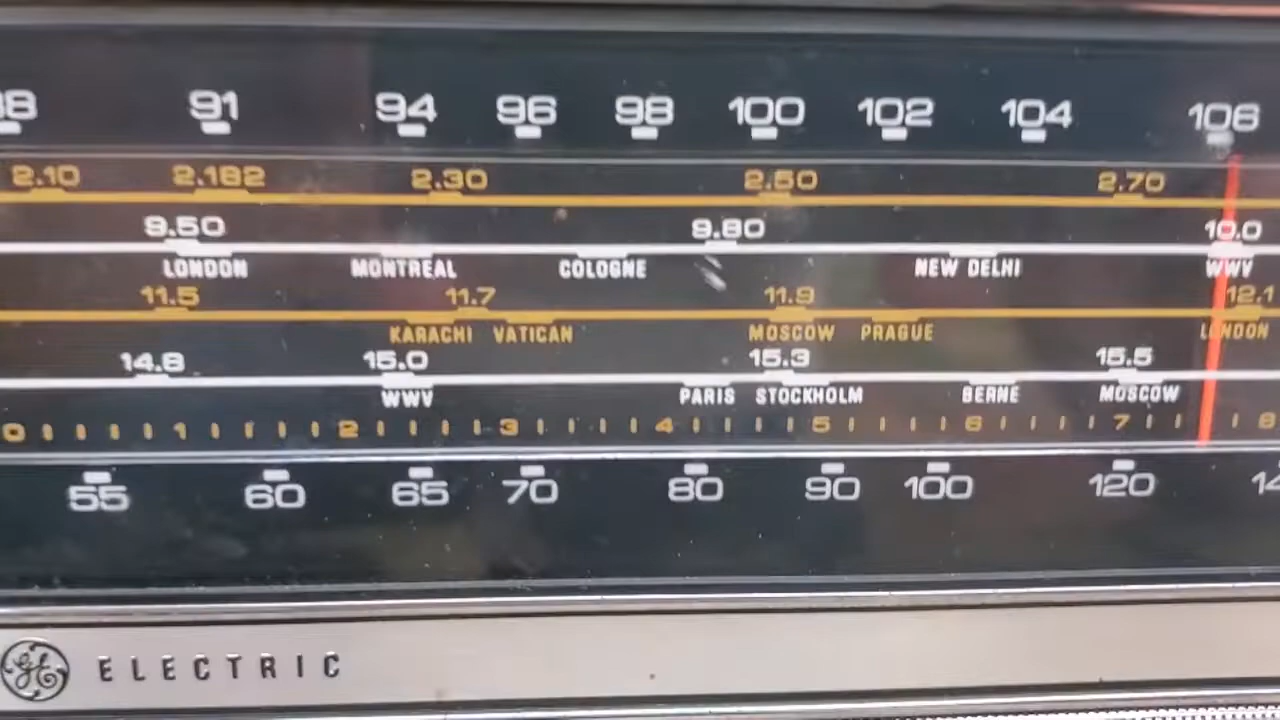 88 91 94 96 98 100 102 104 106
2.10 2.182 2.30 2.50 2.70
9.50 9.80 10.0
LONDON MONTREAL COLOGNE NEW DELHI WWV
11.5 11.7 11.9 12.1
KARACHI VATICAN MOSCOW PRAGUE LONDON
14.8 15.0 15.3 15.5
WWV PARIS STOCKHOLM BERNE MOSCOW
0 1 2 3 4 5 6 7 8
55 60 65 70 80 90 100 120 14
GE ELECTRIC